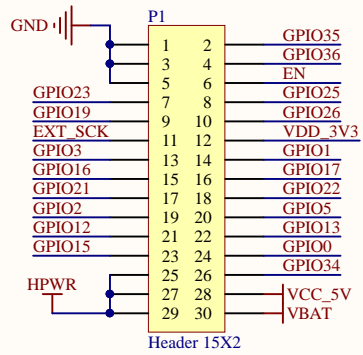 P1
GND
1 2 GPIO35
3 4 GPIO36
5 6 EN
GPIO23 7 8 GPIO25
GPIO19 9 10 GPIO26
EXT_SCK 11 12 VDD_3V3
GPIO3 13 14 GPIO1
GPIO16 15 16 GPIO17
GPIO21 17 18 GPIO22
GPIO2 19 20 GPIO5
GPIO12 21 22 GPIO13
GPIO15 23 24 GPIO0
25 26 GPIO34
HPWR
27 28 VCC_5V
29 30 VBAT
Header 15X2